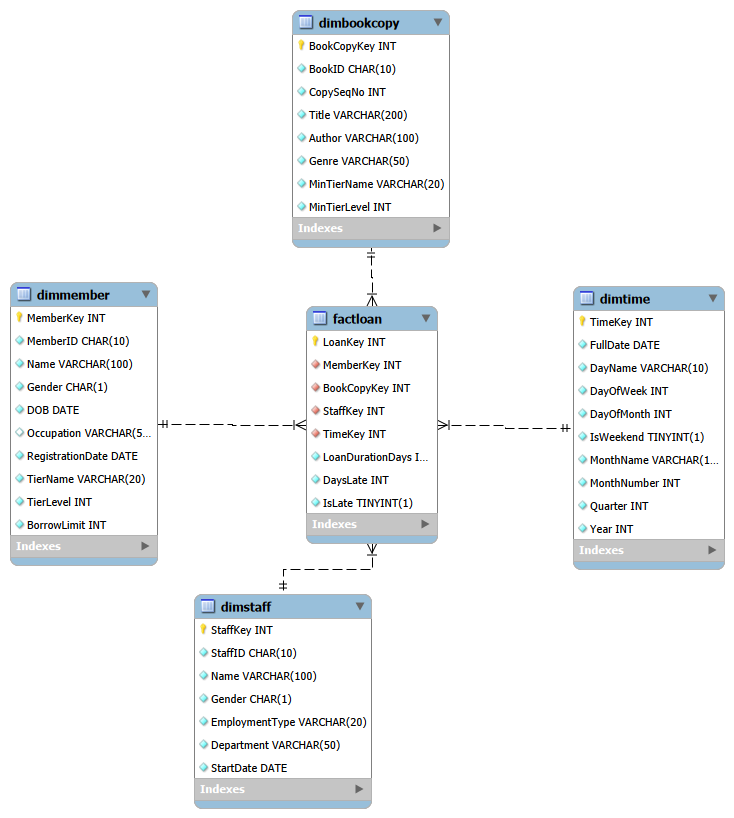 dimbookcopy
BookCopyKey INT
BookID CHAR(10)
CopySeqNo INT
Title VARCHAR(200)
Author VARCHAR(100)
Genre VARCHAR(50)
MinTierName VARCHAR(20)
MinTierLevel INT
Indexes
dimmember
MemberKey INT
MemberID CHAR(10)
Name VARCHAR(100)
Gender CHAR(1)
DOB DATE
Occupation VARCHAR(5...
RegistrationDate DATE
TierName VARCHAR(20)
TierLevel INT
BorrowLimit INT
Indexes
factloan
LoanKey INT
MemberKey INT
BookCopyKey INT
StaffKey INT
TimeKey INT
LoanDurationDays I...
DaysLate INT
IsLate TINYINT(1)
Indexes
dimtime
TimeKey INT
FullDate DATE
DayName VARCHAR(10)
DayOfWeek INT
DayOfMonth INT
IsWeekend TINYINT(1)
MonthName VARCHAR(1...
MonthNumber INT
Quarter INT
Year INT
Indexes
dimstaff
StaffKey INT
StaffID CHAR(10)
Name VARCHAR(100)
Gender CHAR(1)
EmploymentType VARCHAR(20)
Department VARCHAR(50)
StartDate DATE
Indexes